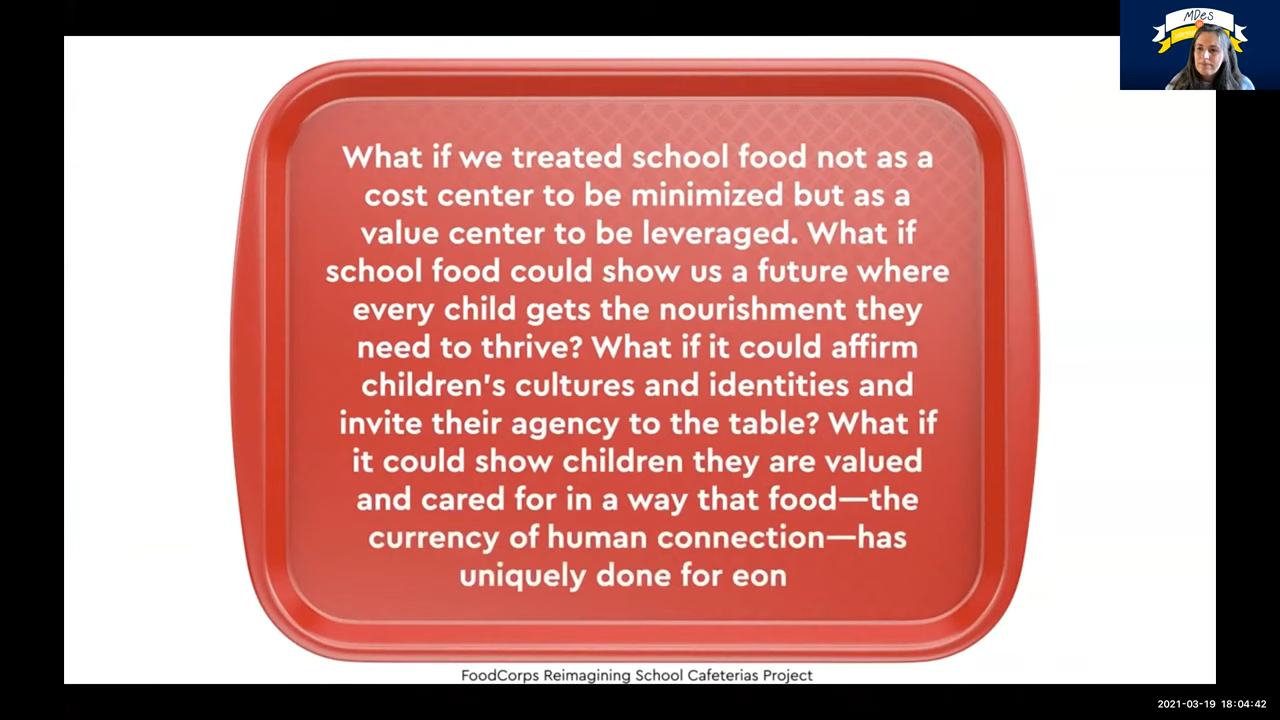 MDes
What if we treated school food not as a
cost center to be minimized but as a
value center to be leveraged. What if
school food could show us a future where
every child gets the nourishment they
need to thrive? What if it could affirm
children's cultures and identities and
invite their agency to the table? What if
it could show children they are valued
and cared for in a way that food—the
currency of human connection—has
uniquely done for eon
FoodCorps Reimagining School Cafeterias Project
2021-03-19 18:04:42